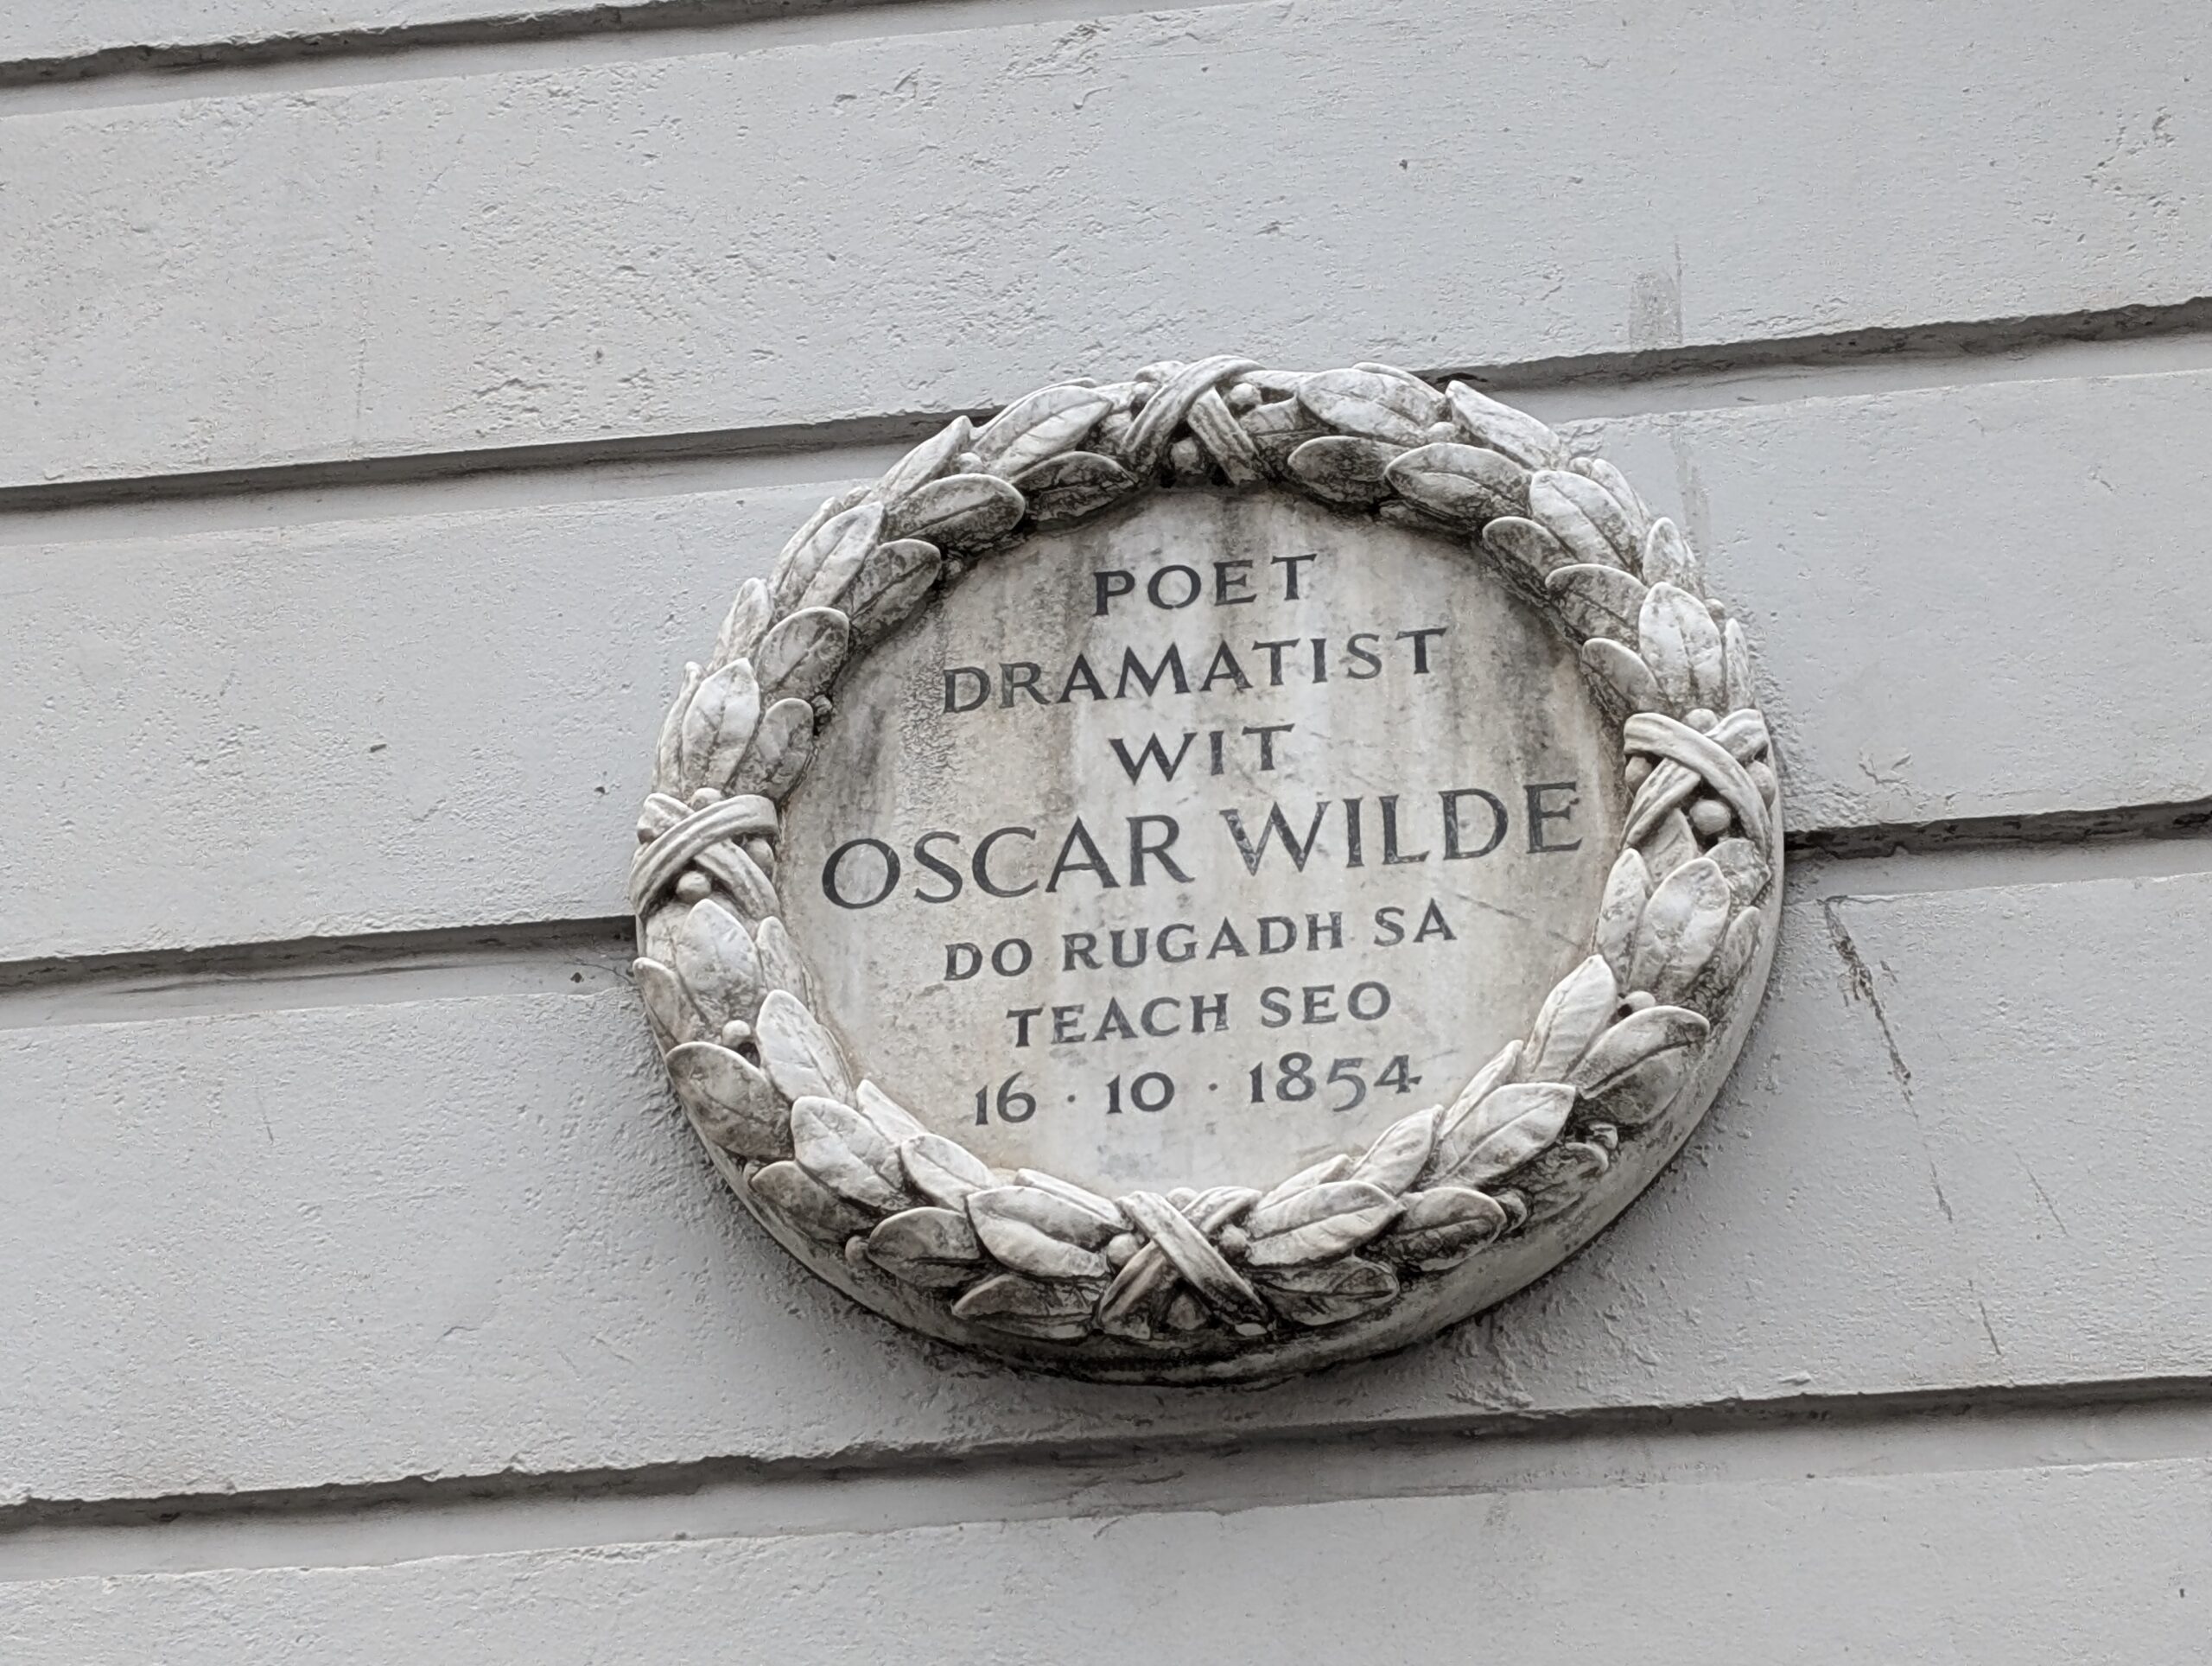 POET
DRAMATIST
WIT
OSCAR WILDE
DO RUGADH SA
TEACH SEO
16 · 10 · 1854